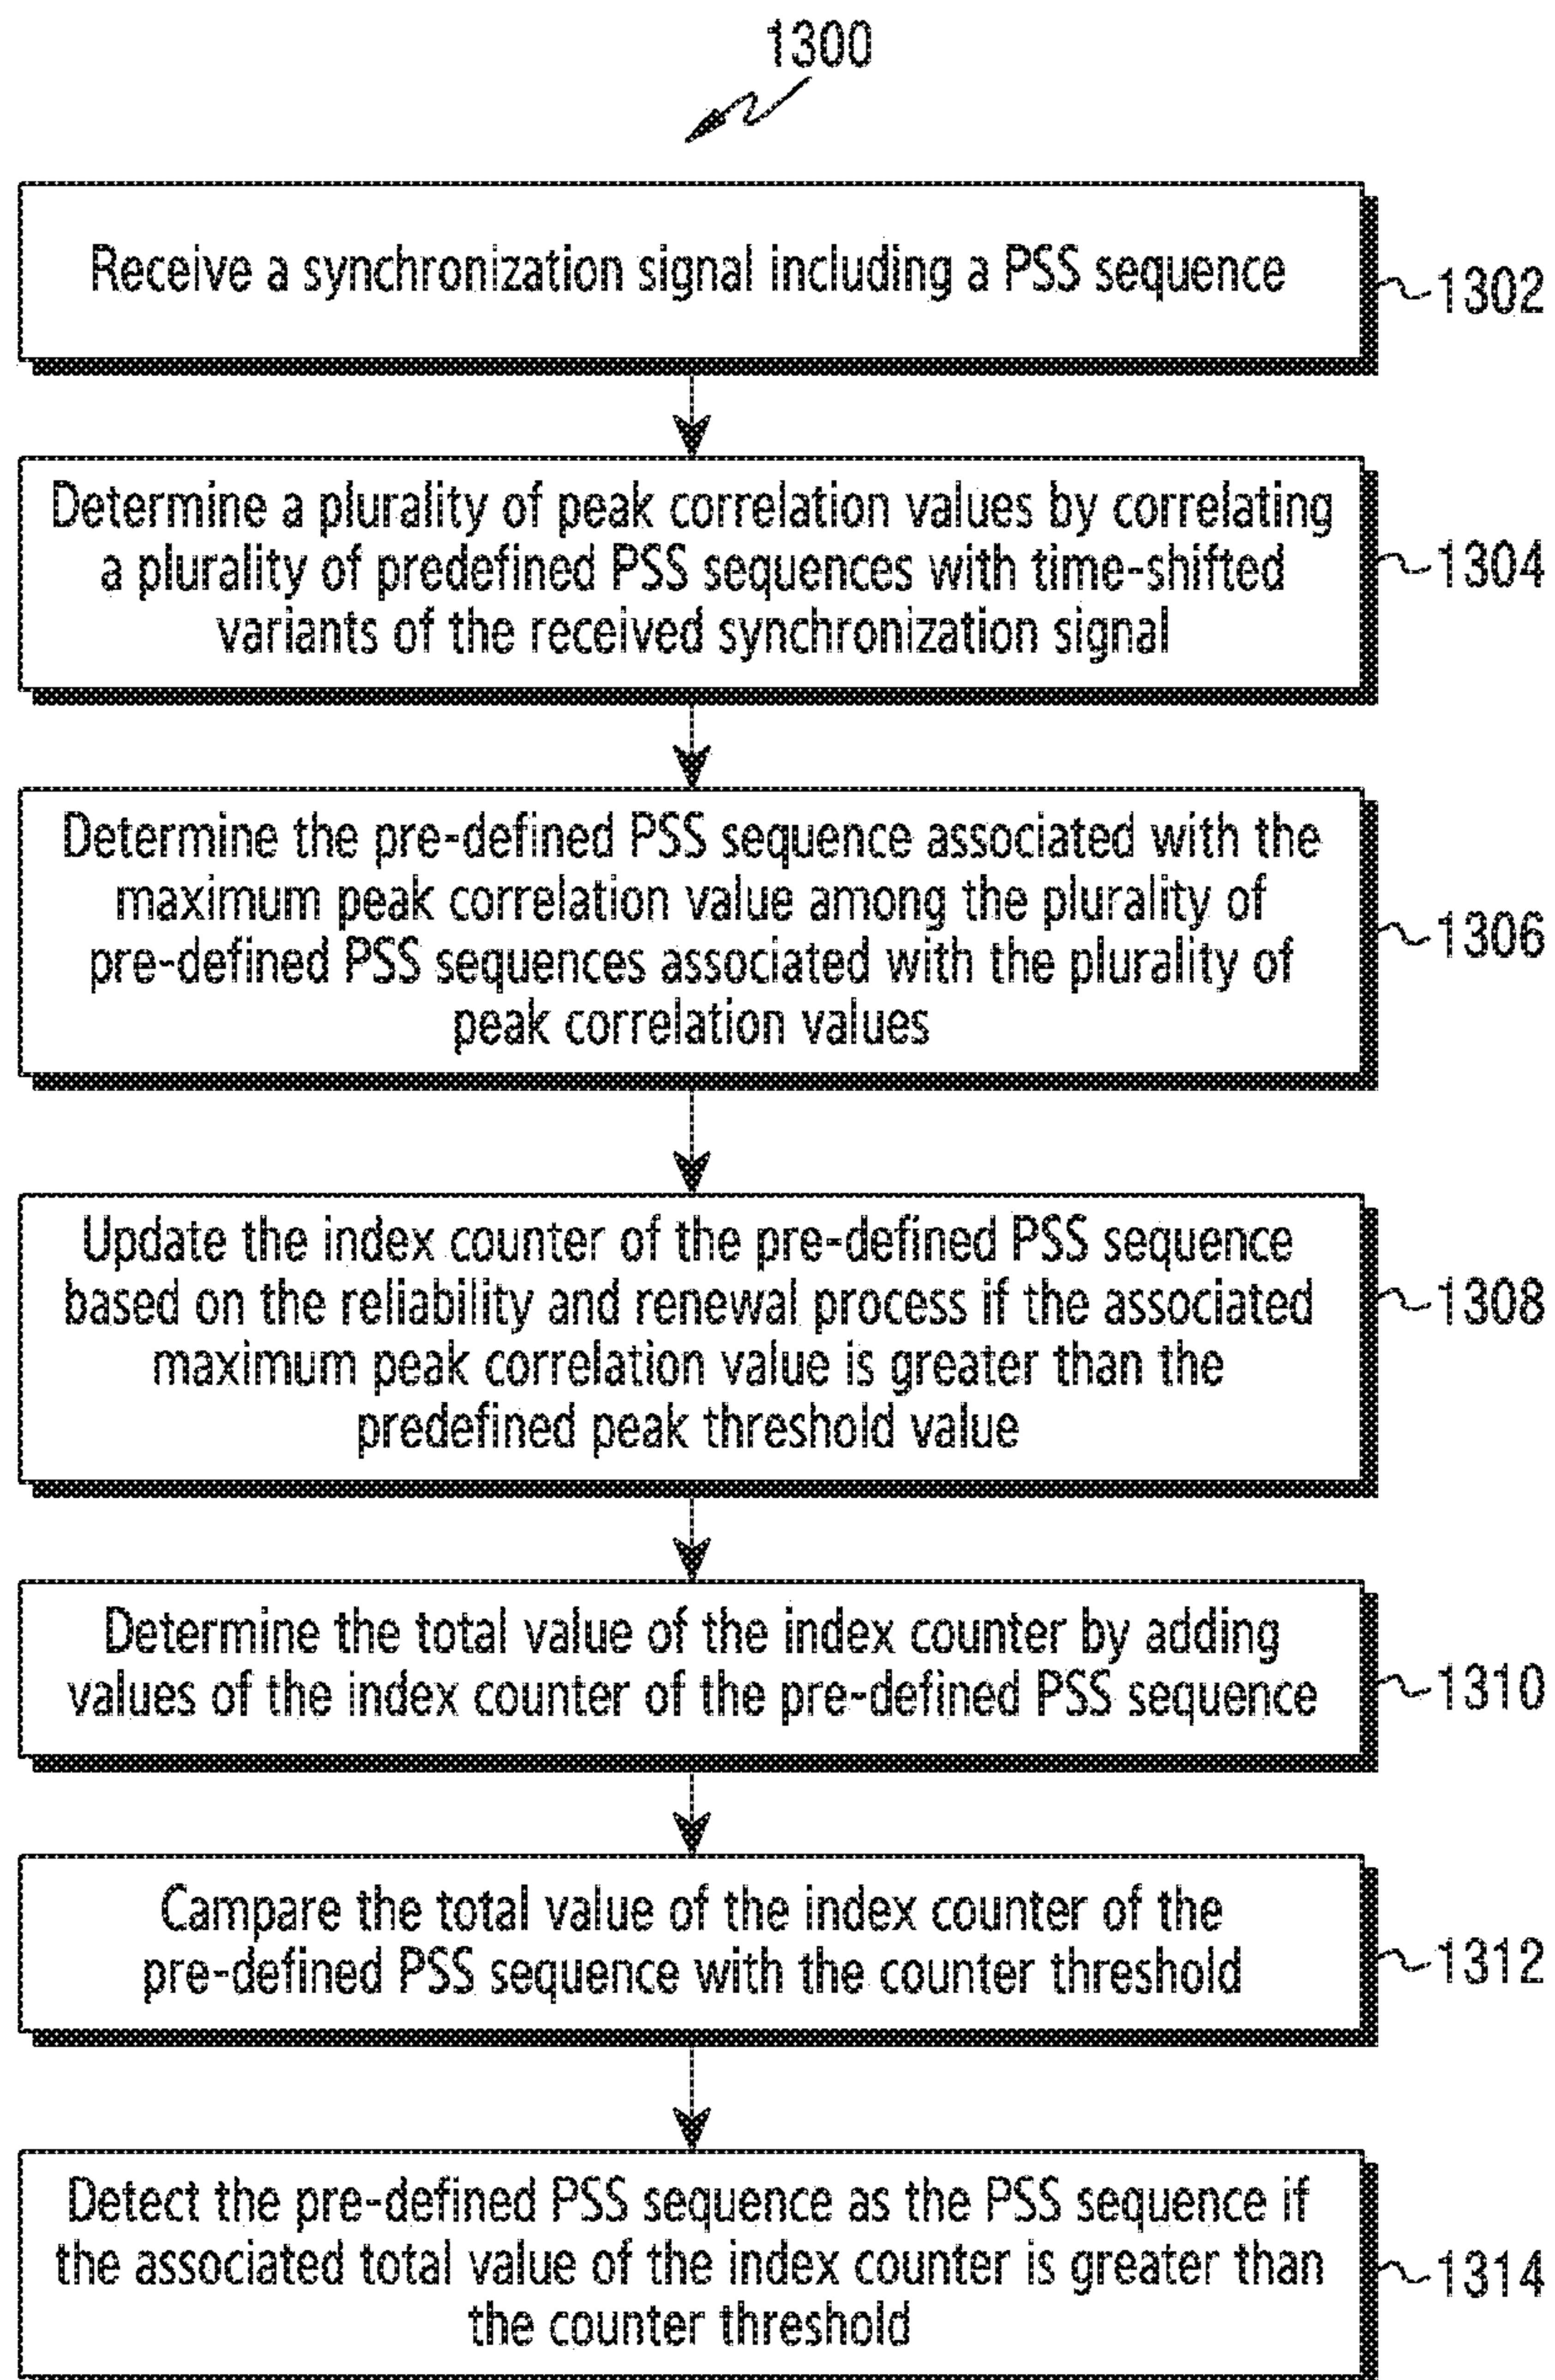 1300
Receive a synchronization signal including a PSS sequence
1302
Determine a plurality of peak correlation values by correlating
a plurality of predefined PSS sequences with time-shifted
variants of the received synchronization signal
1304
Determine the pre-defined PSS sequence associated with the
maximum peak correlation value among the plurality of
pre-defined PSS sequences associated with the plurality of
peak correlation values
1306
Update the index counter of the pre-defined PSS sequence
based on the reliability and renewal process if the associated
maximum peak correlation value is greater than the
predefined peak threshold value
1308
Determine the total value of the index counter by adding
values of the index counter of the pre-defined PSS sequence
1310
Campare the total value of the index counter of the
pre-defined PSS sequence with the counter threshold
1312
Detect the pre-defined PSS sequence as the PSS sequence if
the associated total value of the index counter is greater than
the counter threshold
1314